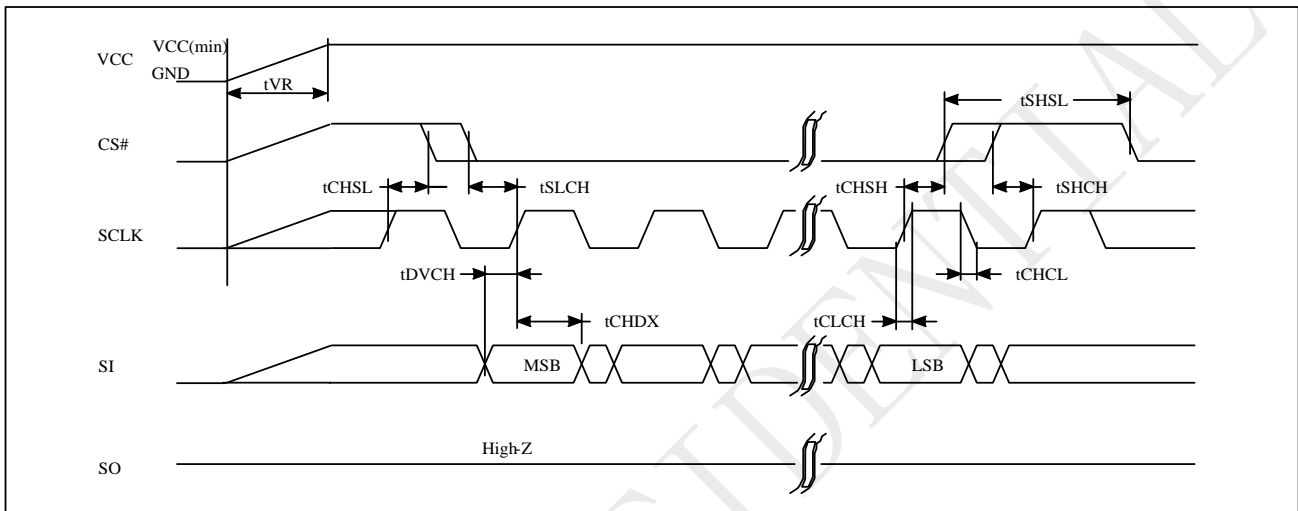 VCC(min)
VCC
GND
tVR
tSHSL
CS#
tCHSL
tSLCH
tCHSH
tSHCH
SCLK
tDVCH
tCHCL
tCHDX
tCLCH
SI
MSB
LSB
High-Z
SO